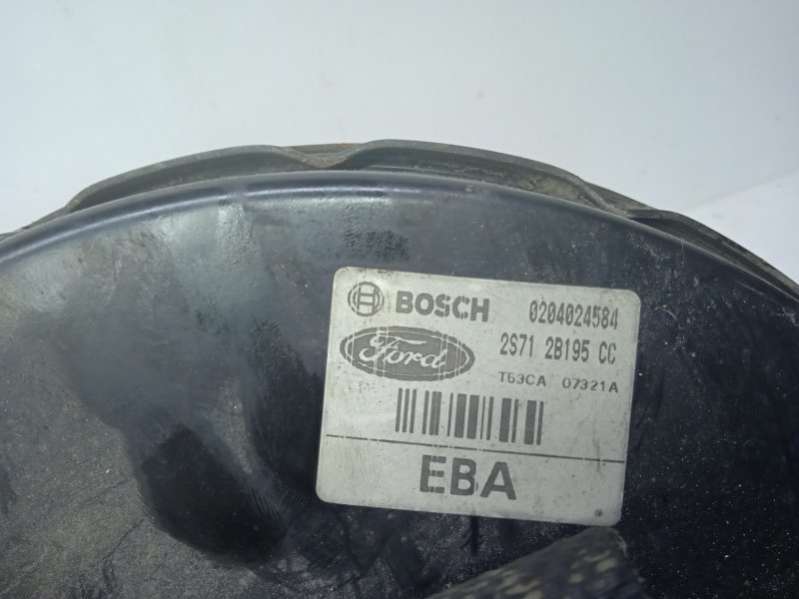 BOSCH 0204024584
Ford 2S71 2B195 CC
T53CA 07321A
EBA